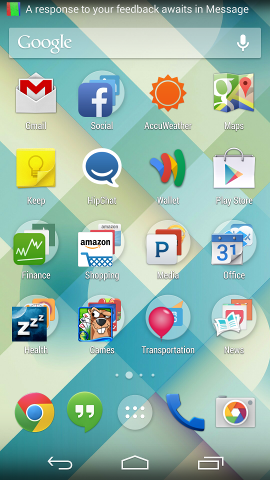 A response to your feedback awaits in Message
Google
Gmail Social AccuWeather Maps
Keep HipChat Wallet Play Store
amazon
31
Finance Shopping Media Office
zzz
Health Games Transportation News